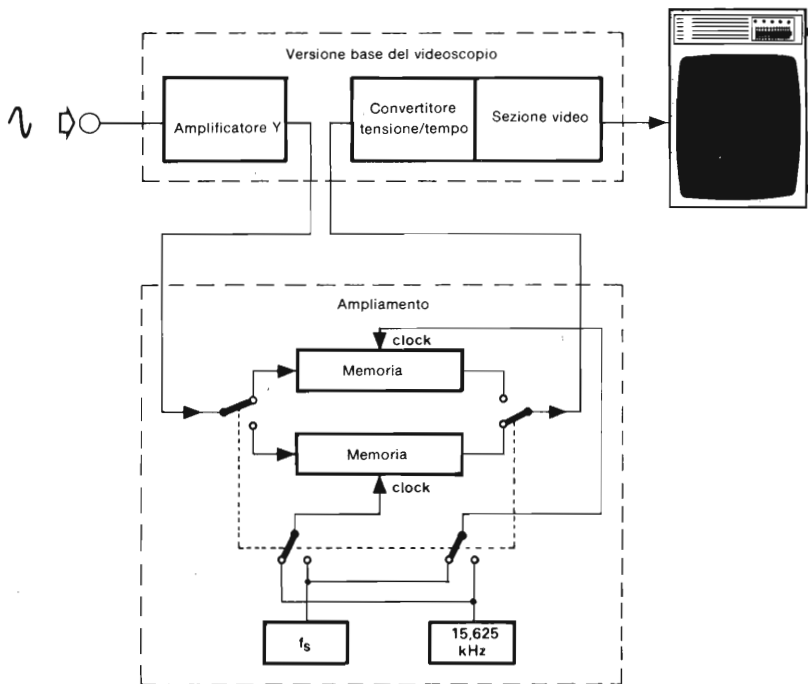 Versione base del videoscopio
Amplificatore Y
Convertitore
tensione/tempo
Sezione video
Ampliamento
clock
Memoria
Memoria
clock
fs
15,625
kHz